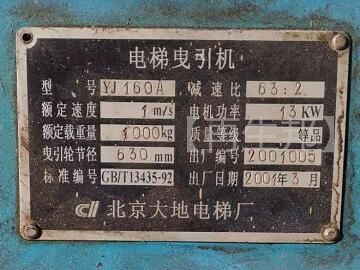 电梯曳引机
型号 YJ160A 减速比 63:2
额定速度 1 m/s 电机功率 13 KW
额定载重量 1000kg 质量等级 等品
曳引轮节径 630 mm 出厂编号 2001005
标准编号 GB/T13435-92 出厂日期 2001年3月
北京大地电梯厂